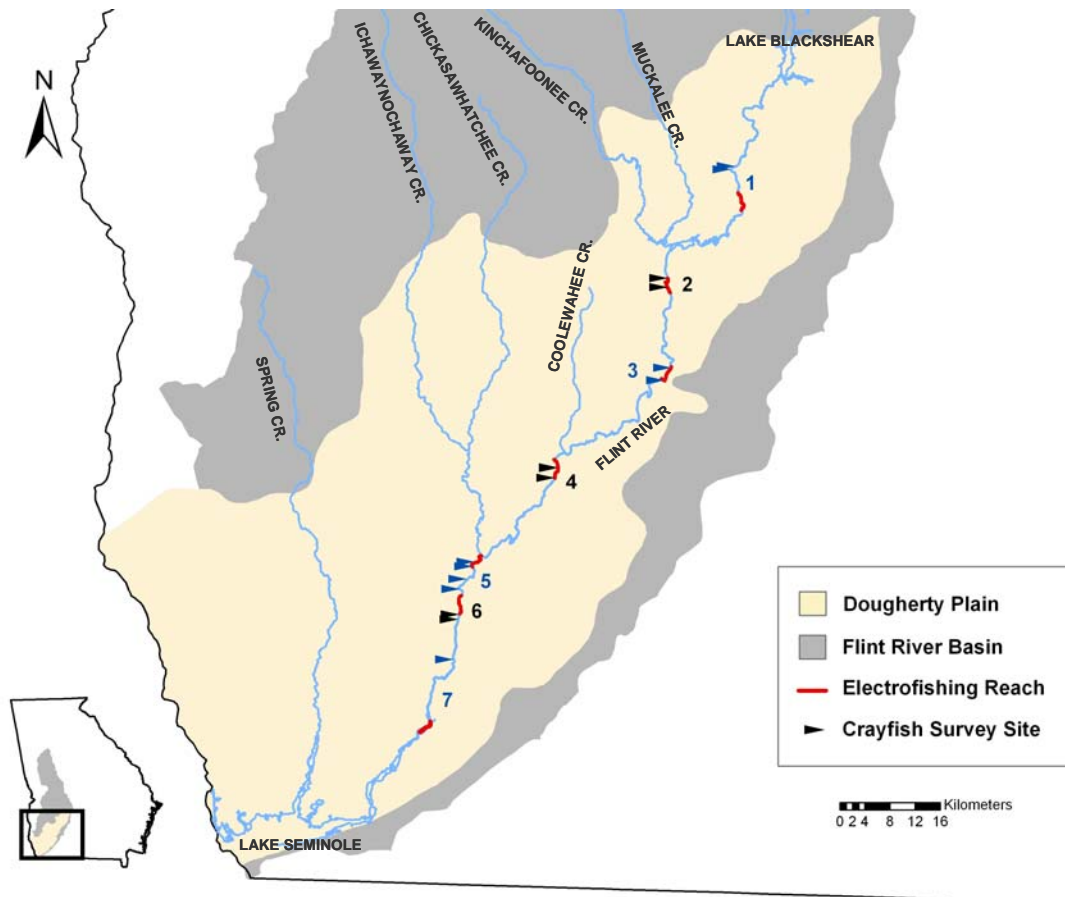 LAKE BLACKSHEAR
ICHAWAYNOCHAWAY CR.
CHICKASAWHATCHEE CR.
KINCHAFOONEE CR.
MUCKALEE CR.
N
1
COOLEWAHEE CR.
2
SPRING CR.
3
FLINT RIVER
4
5
6
7
Dougherty Plain
Flint River Basin
Electrofishing Reach
Crayfish Survey Site
Kilometers
0 2 4 8 12 16
LAKE SEMINOLE